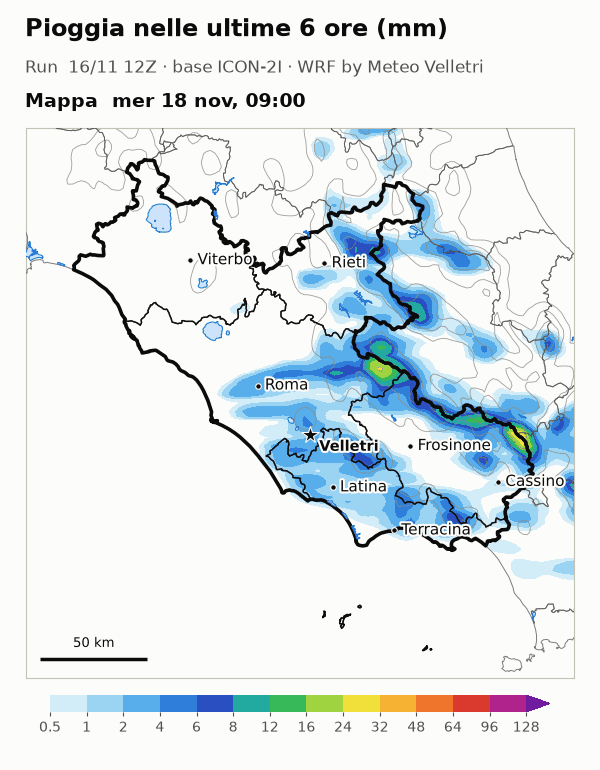 Pioggia nelle ultime 6 ore (mm)
Run 16/11 12Z · base ICON-2I · WRF by Meteo Velletri
Mappa mer 18 nov, 09:00
Viterbo
Rieti
Roma
Velletri
Frosinone
Cassino
Latina
Terracina
50 km
0.5 1 2 4 6 8 12 16 24 32 48 64 96 128